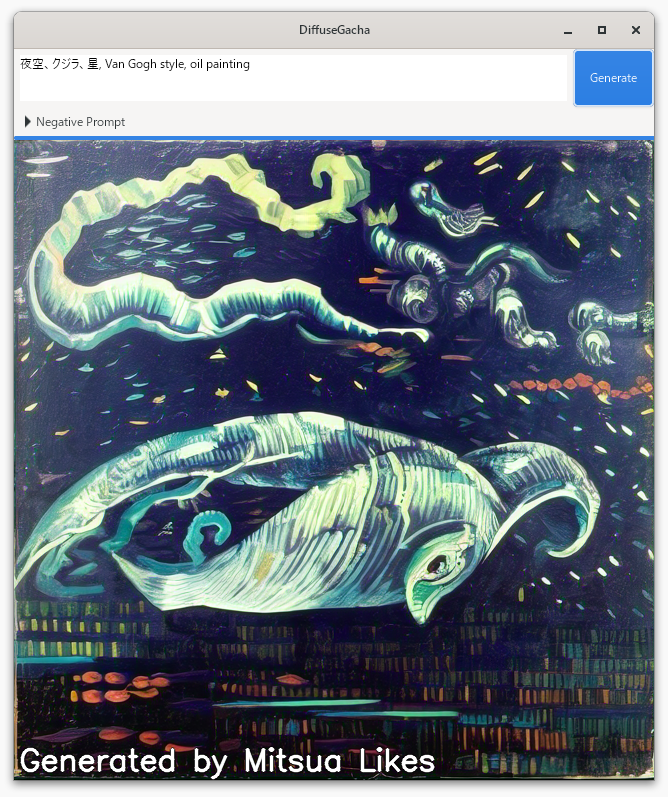 DiffuseGacha
夜空、クジラ、星, Van Gogh style, oil painting
Generate
Negative Prompt
Generated by Mitsua Likes